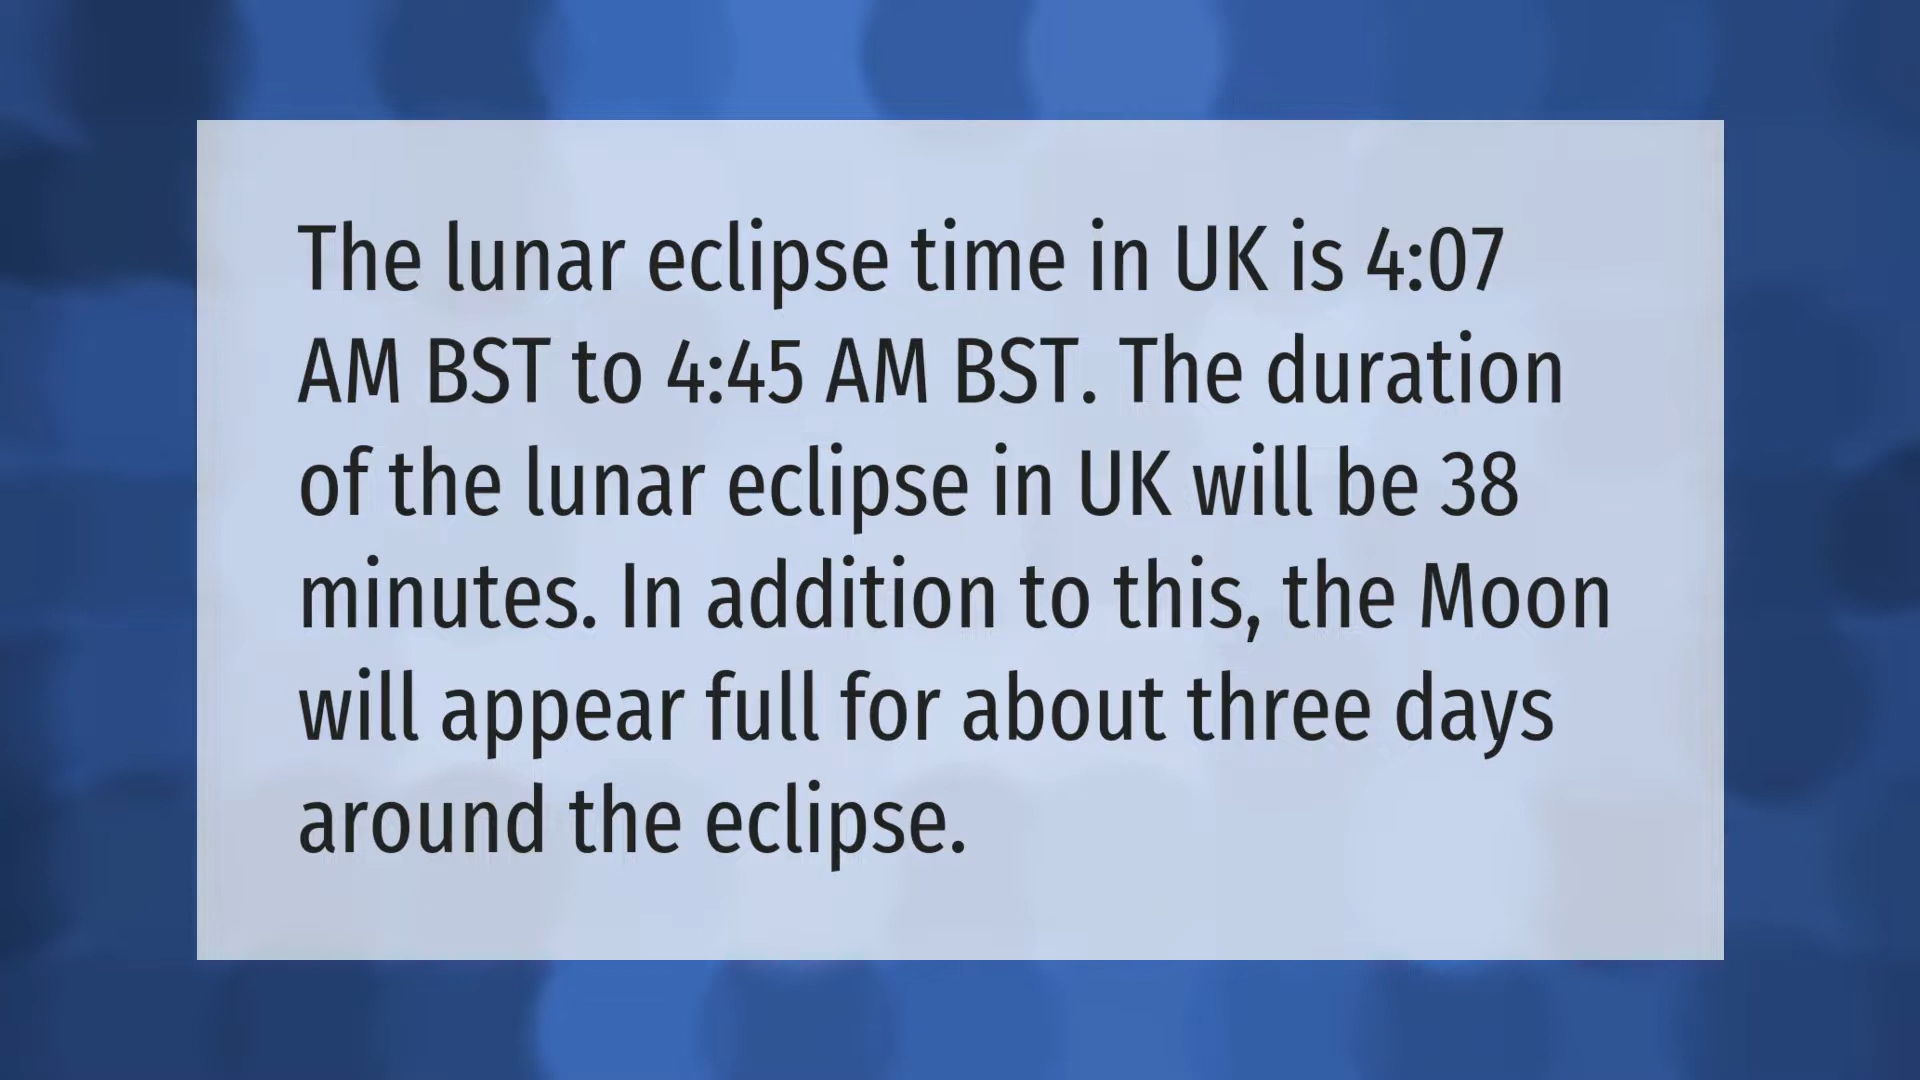 The lunar eclipse time in UK is 4:07
AM BST to 4:45 AM BST. The duration
of the lunar eclipse in UK will be 38
minutes. In addition to this, the Moon
will appear full for about three days
around the eclipse.